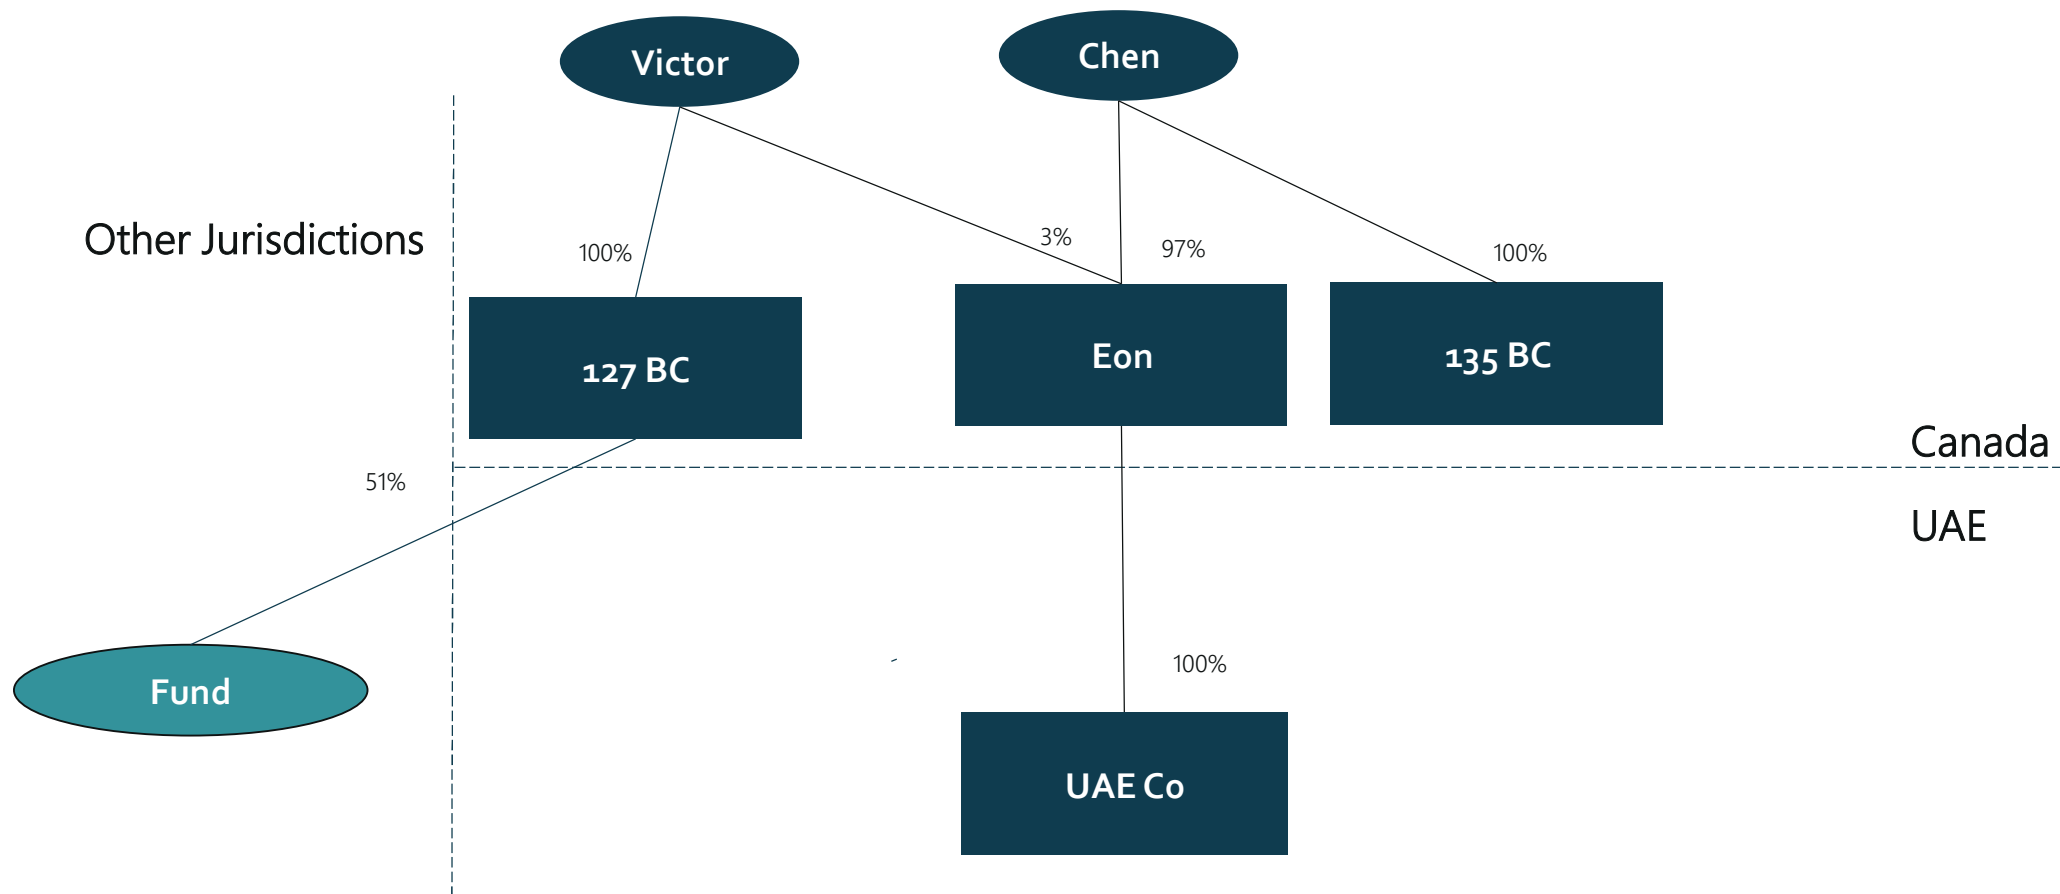 Victor
Chen
Other Jurisdictions
100%
3%
97%
100%
127 BC
Eon
135 BC
Canada
51%
UAE
Fund
100%
UAE Co